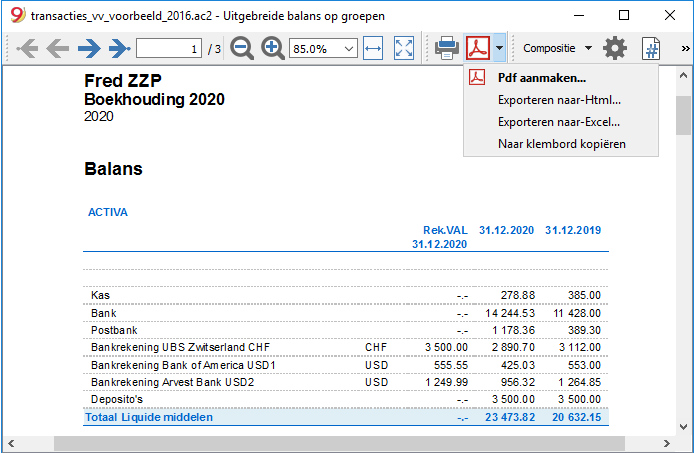 transacties_vv_voorbeeld_2016.ac2 - Uitgebreide balans op groepen
1 / 3 85.0% Compositie »
Pdf aanmaken...
Exporteren naar-Html...
Exporteren naar-Excel...
Naar klembord kopiëren
Fred ZZP
Boekhouding 2020
2020
Balans
ACTIVA
Rek.VAL 31.12.2020 31.12.2019
31.12.2020
Kas -.- 278.88 385.00
Bank -.- 14 244.53 11 428.00
Postbank -.- 1 178.36 389.30
Bankrekening UBS Zwitserland CHF CHF 3 500.00 2 890.70 3 112.00
Bankrekening Bank of America USD1 USD 555.55 425.03 553.00
Bankrekening Arvest Bank USD2 USD 1 249.99 956.32 1 264.85
Deposito's -.- 3 500.00 3 500.00
Totaal Liquide middelen -.- 23 473.82 20 632.15